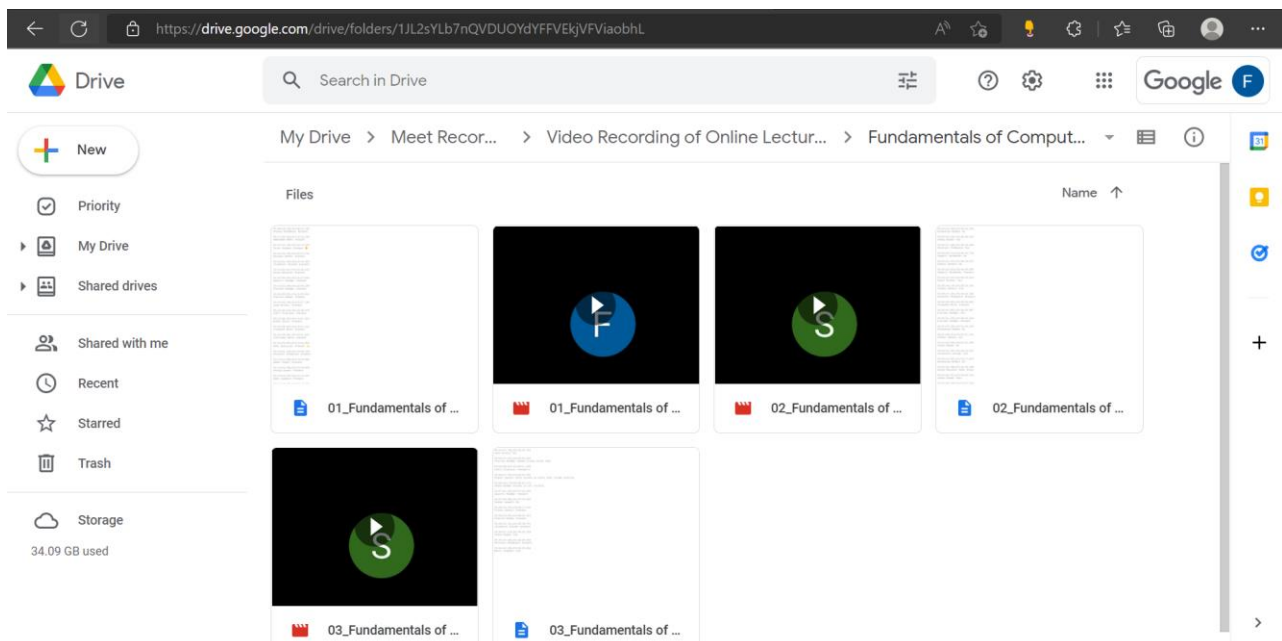 https://drive.google.com/drive/folders/1JL2sYLb7nQVDUOYdYFFVEkjVFViaobhL
Drive
Search in Drive
Google F
New
My Drive > Meet Recor... > Video Recording of Online Lectur... > Fundamentals of Comput...
31
Priority
My Drive
Shared drives
Shared with me
Recent
Starred
Trash
Storage
34.09 GB used
Files
Name
F
S
01_Fundamentals of ...
01_Fundamentals of ...
02_Fundamentals of ...
02_Fundamentals of ...
S
03_Fundamentals of ...
03_Fundamentals of ...